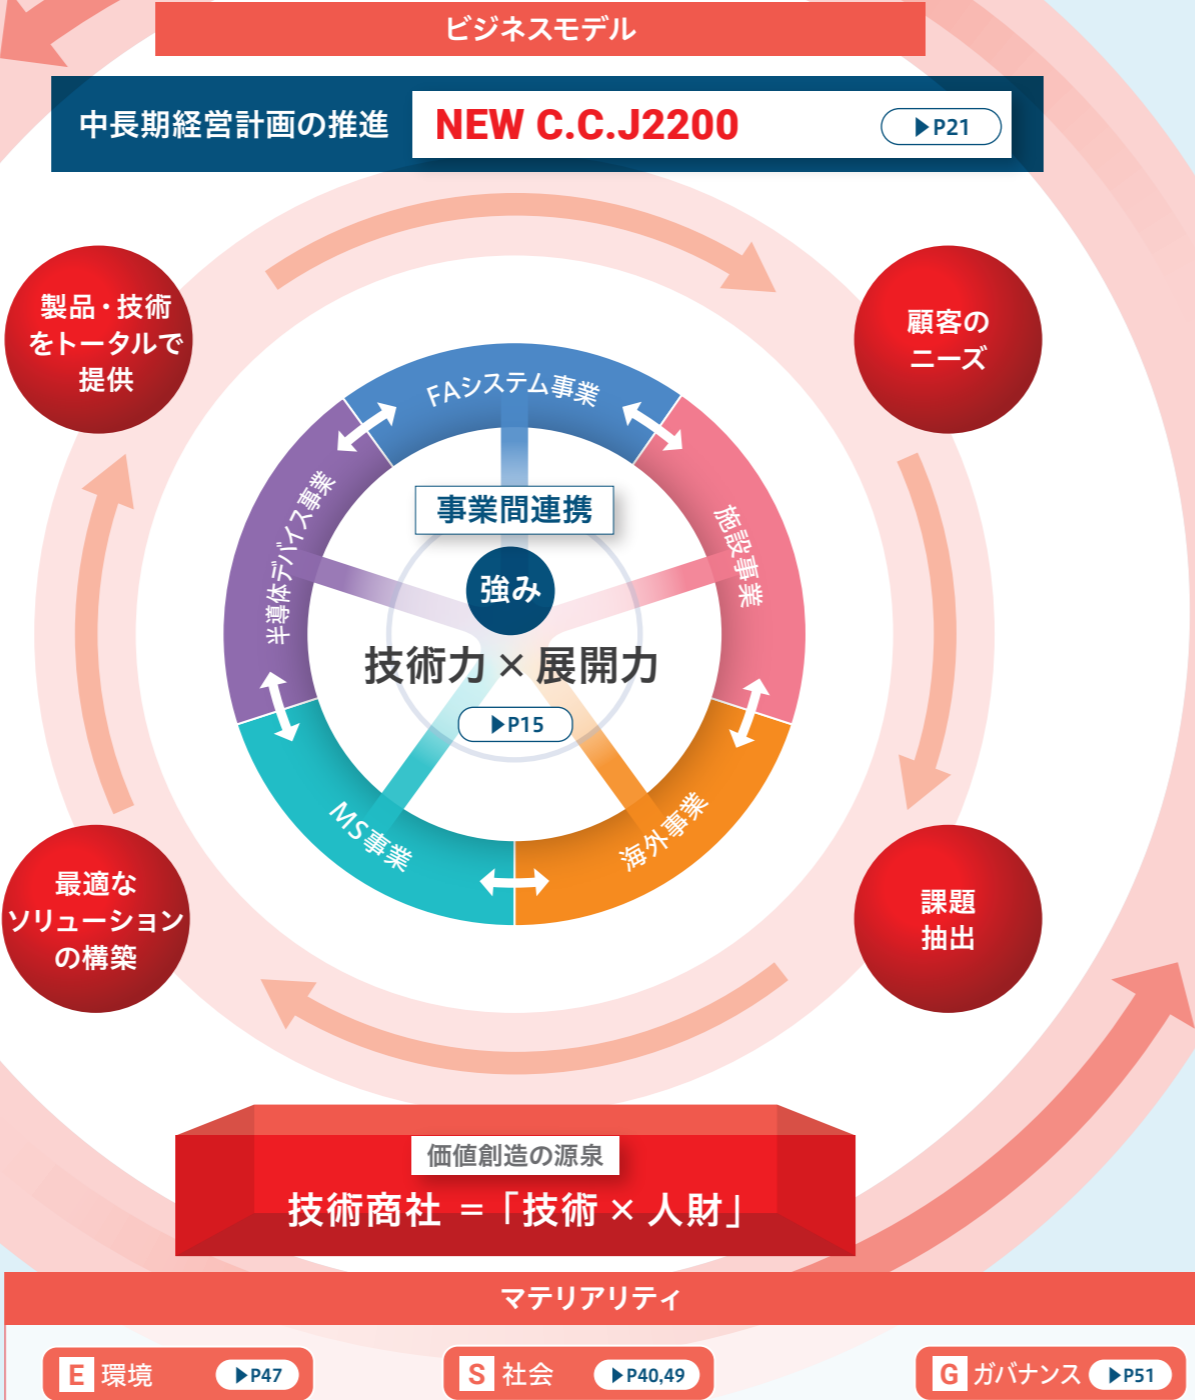 ビジネスモデル
中長期経営計画の推進
NEW C.C.J2200
▶P21
製品・技術
をトータルで
提供
顧客の
ニーズ
FAシステム事業
半導体デバイス事業
施設事業
事業間連携
強み
技術力 × 展開力
▶P15
MS事業
海外事業
最適な
ソリューション
の構築
課題
抽出
価値創造の源泉
技術商社 =「技術 × 人財」
マテリアリティ
E 環境 ▶P47
S 社会 ▶P40,49
G ガバナンス ▶P51